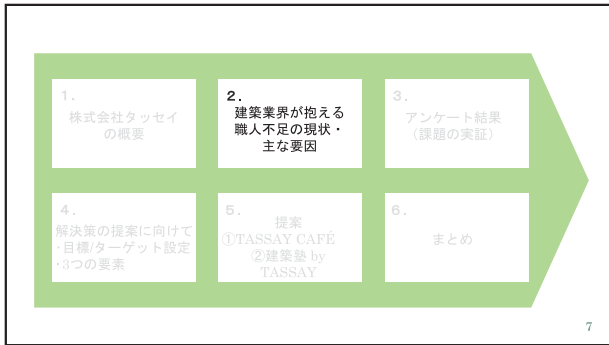 1.
株式会社タッセイ
の概要
2.
建築業界が抱える
職人不足の現状・
主な要因
3.
アンケート結果
（課題の実証）
4.
解決策の提案に向けて
・目標/ターゲット設定
・3つの要素
5.
提案
①TASSAY CAFÉ
②建築塾 by
TASSAY
6.
まとめ
7